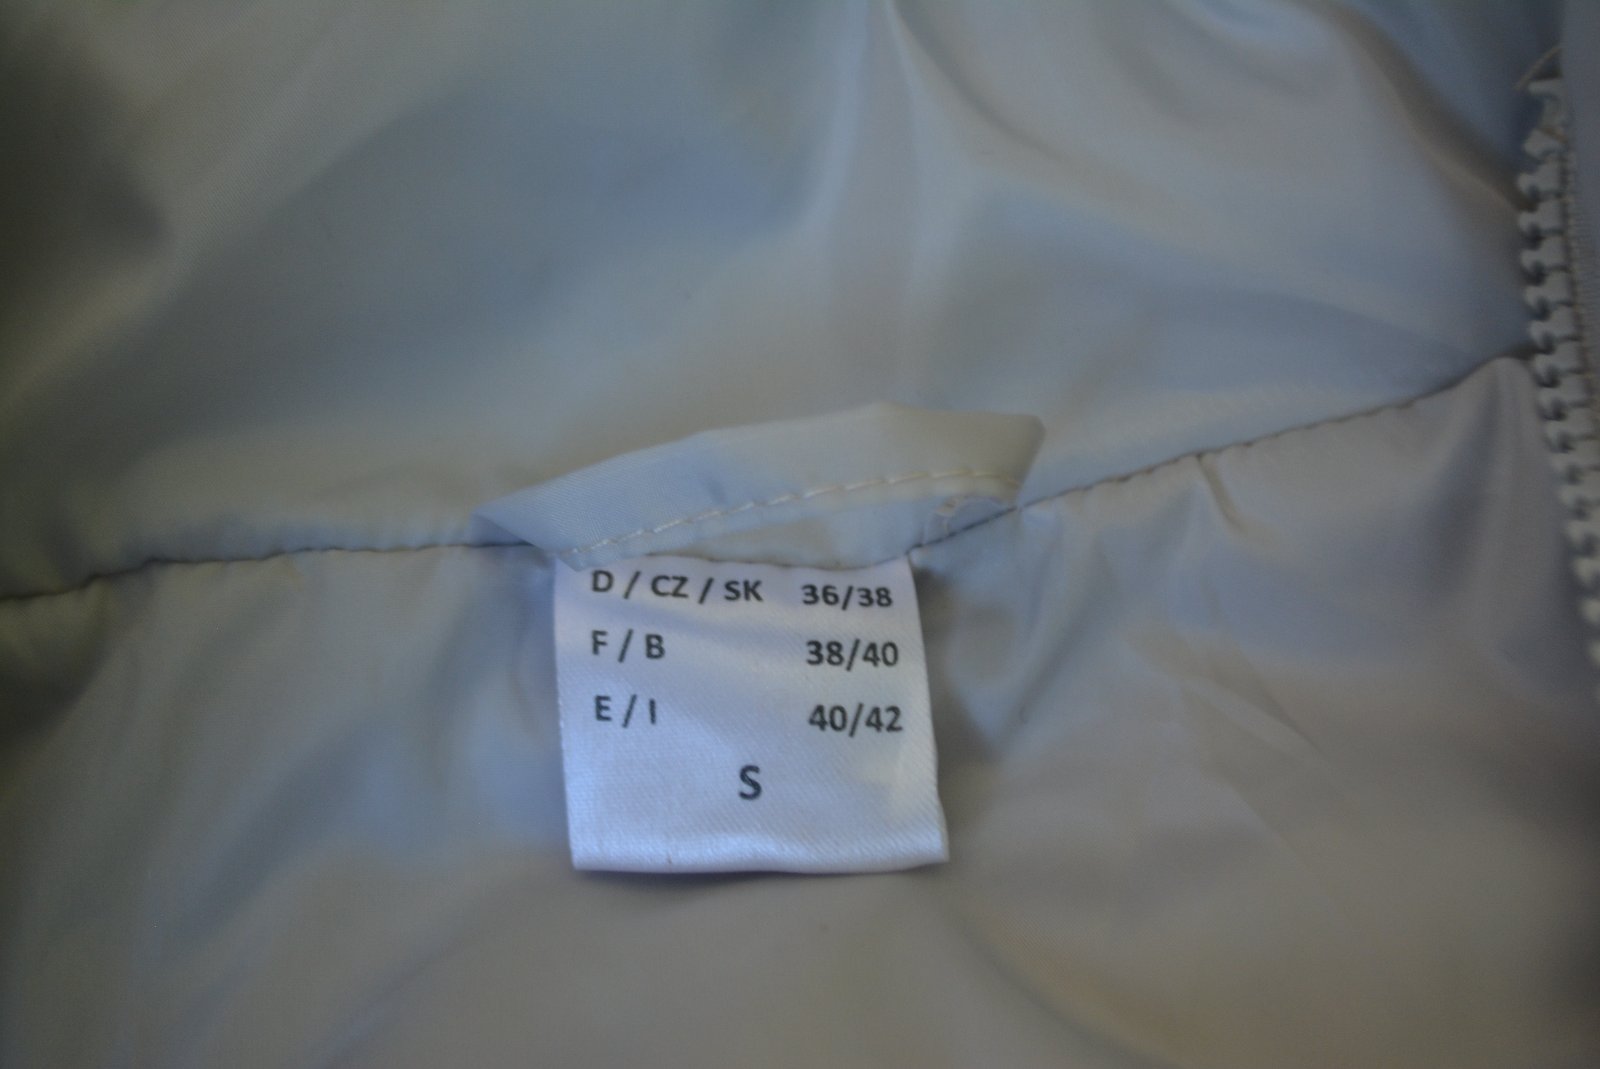 D / CZ / SK 36/38
F / B 38/40
E / I 40/42
S